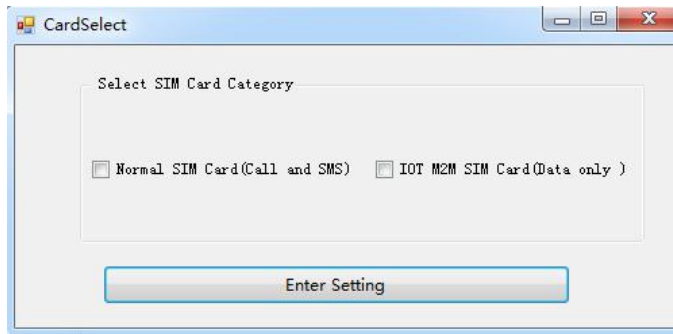 CardSelect
Select SIM Card Category
Normal SIM Card(Call and SMS) IOT M2M SIM Card(Data only )
Enter Setting